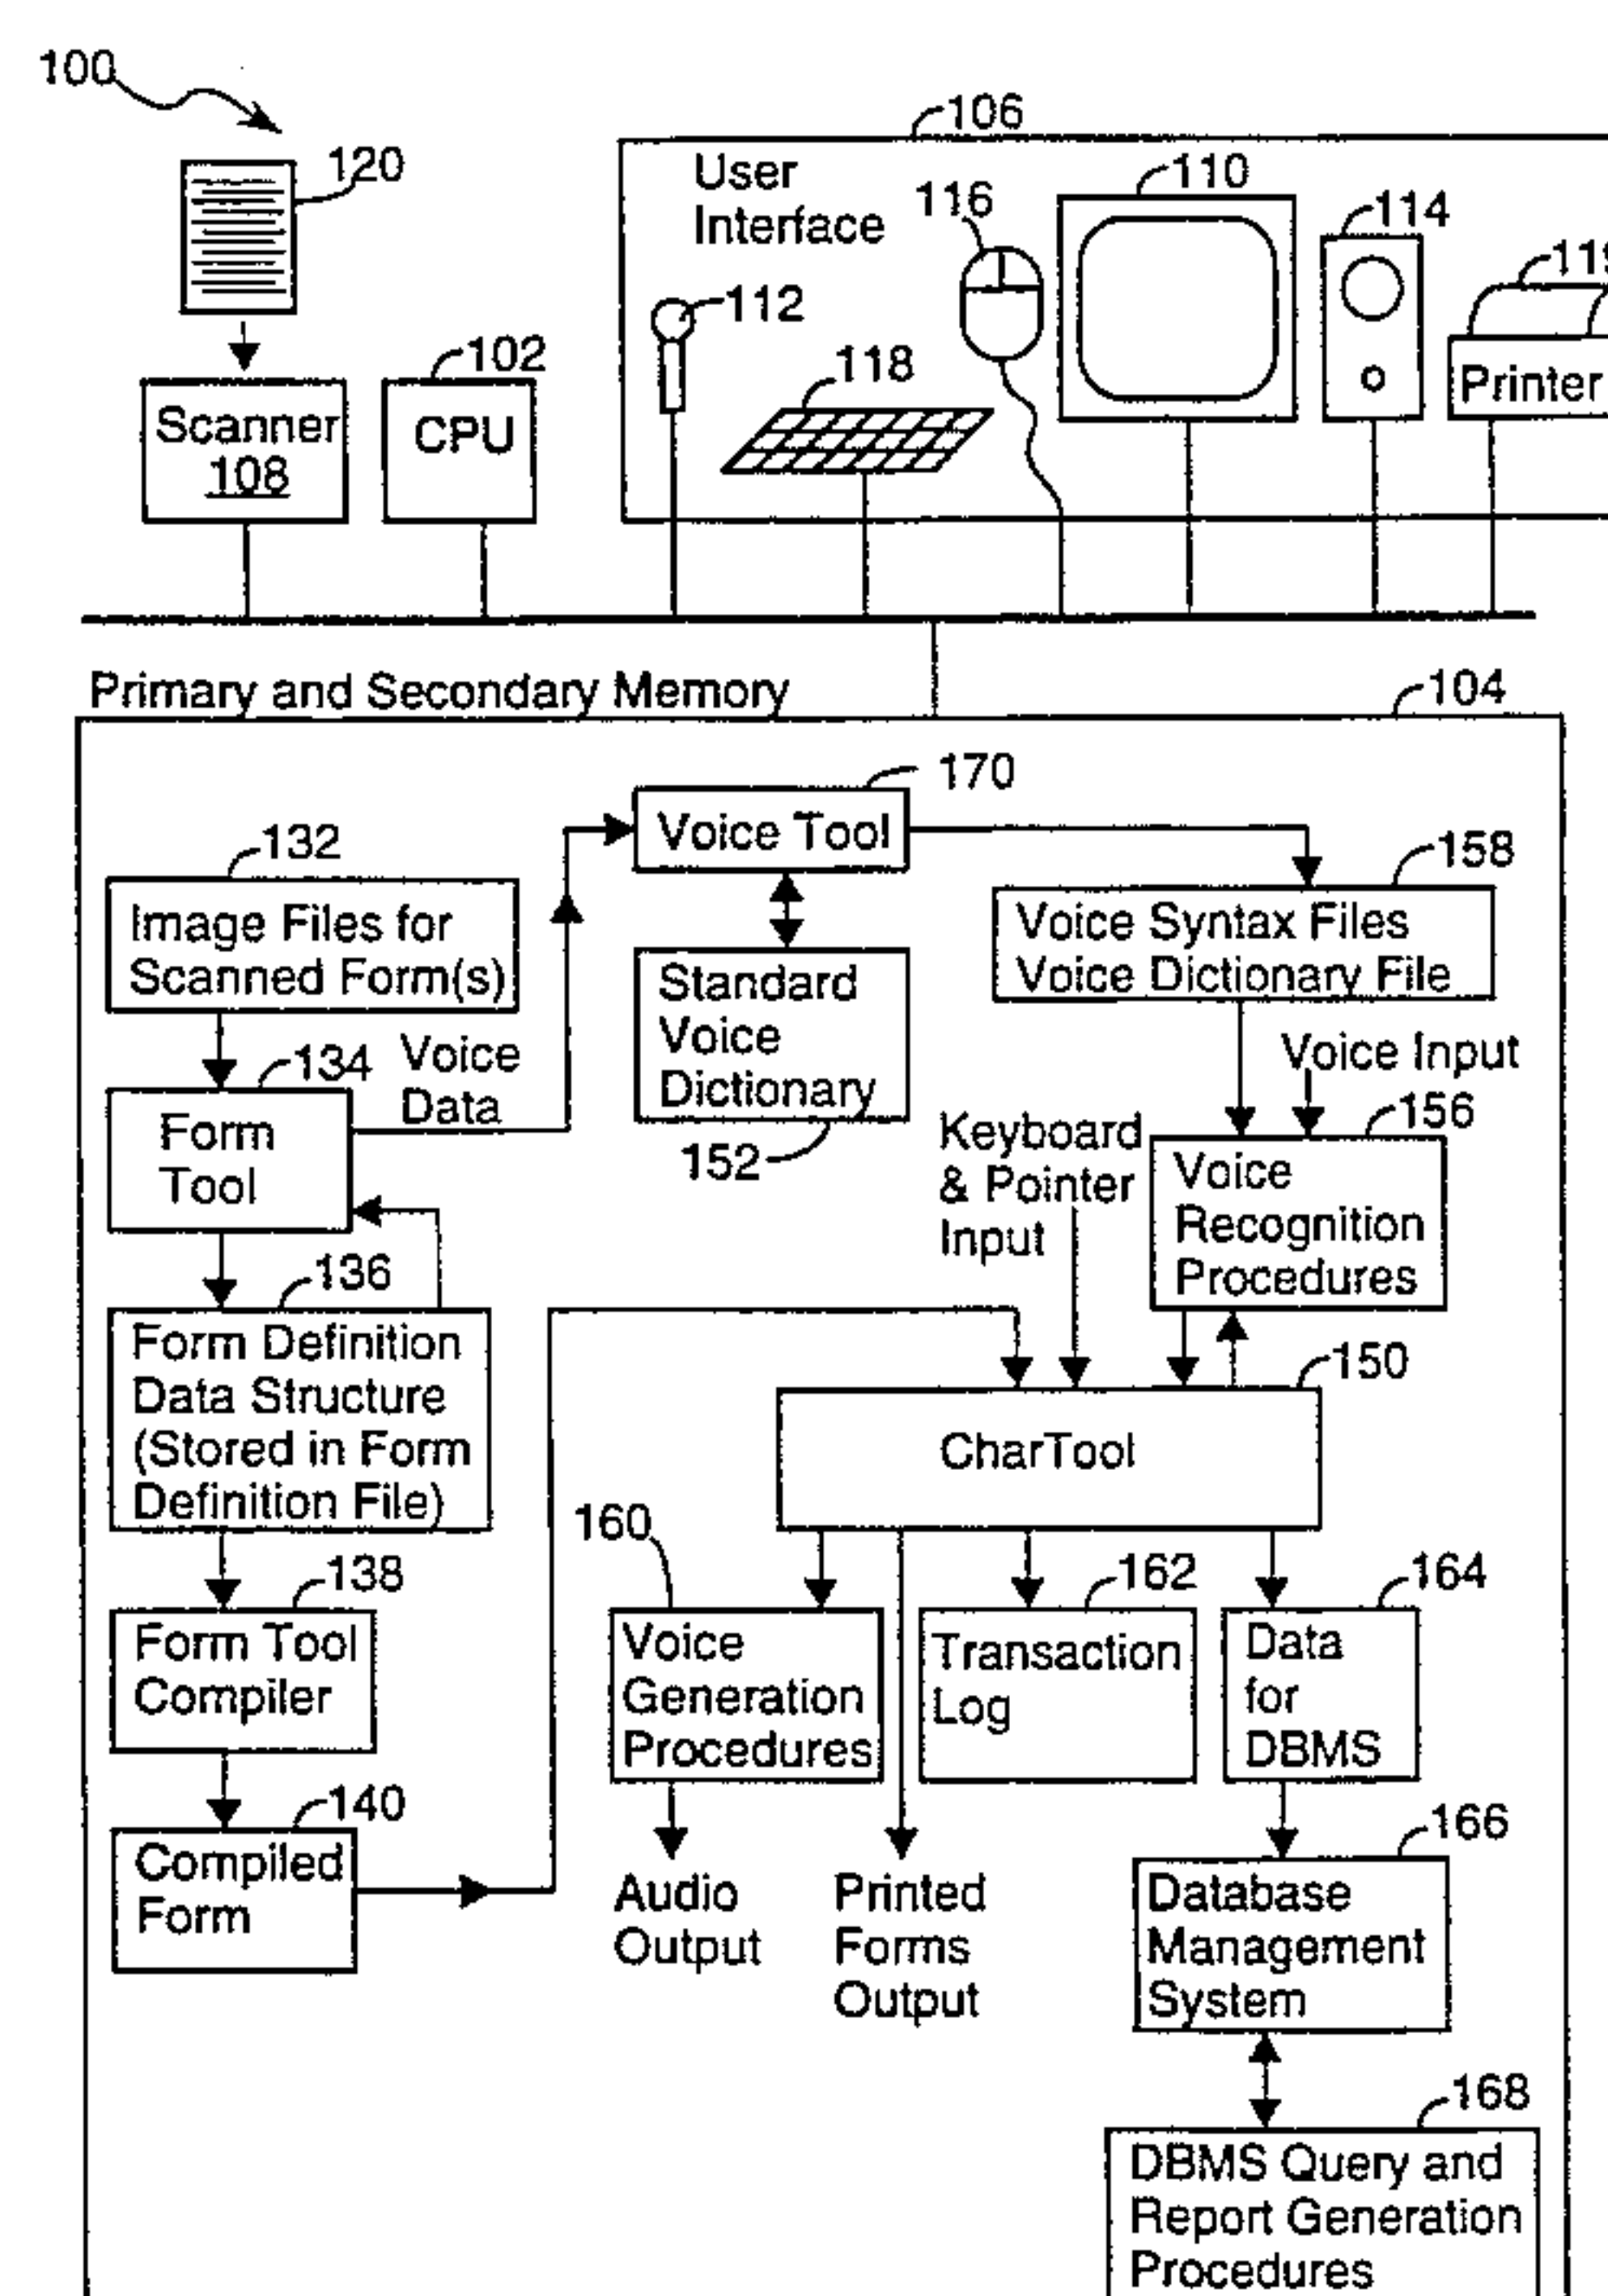 100
120
106
User
Interface
116
110
114
112
118
Printer
Scanner
108
102
CPU
Primary and Secondary Memory
104
170
Voice Tool
132
Image Files for
Scanned Form(s)
158
Voice Syntax Files
Voice Dictionary File
Standard
Voice
Dictionary
152
134
Voice
Data
Form
Tool
Voice Input
156
Keyboard
& Pointer
Input
Voice
Recognition
Procedures
136
Form Definition
Data Structure
(Stored in Form
Definition File)
150
CharTool
138
Form Tool
Compiler
160
Voice
Generation
Procedures
162
Transaction
Log
164
Data
for
DBMS
140
Compiled
Form
Audio
Output
Printed
Forms
Output
166
Database
Management
System
168
DBMS Query and
Report Generation
Procedures